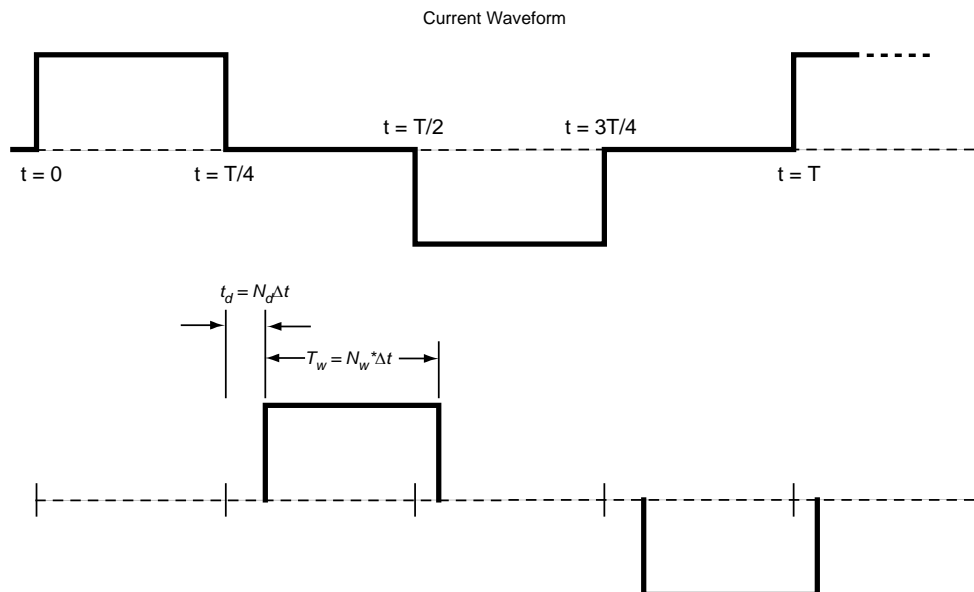 Current Waveform
t = T/2
t = 3T/4
t = 0
t = T/4
t = T
t_d = N_dΔt
T_w = N_w*Δt